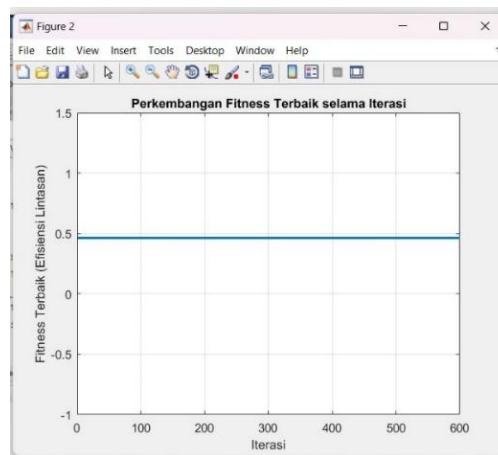 Figure 2
File Edit View Insert Tools Desktop Window Help
Perkembangan Fitness Terbaik selama Iterasi
Fitness Terbaik (Efisiensi Lintasan)
1.5
1
0.5
0
-0.5
-1
0 100 200 300 400 500 600
Iterasi